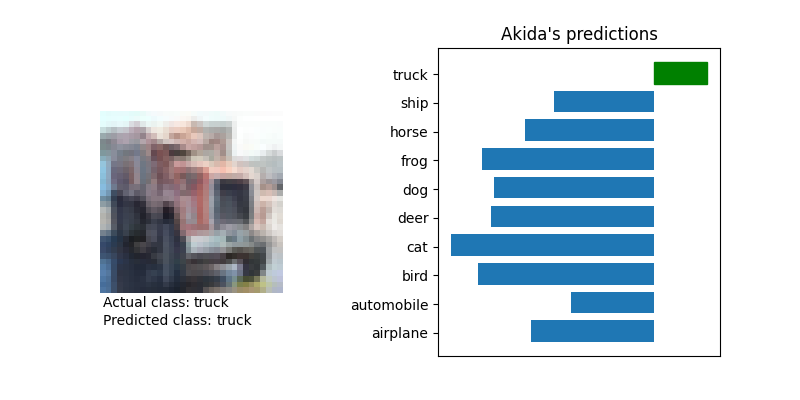 Akida's predictions
truck
ship
horse
frog
dog
deer
cat
bird
automobile
airplane
Actual class: truck
Predicted class: truck